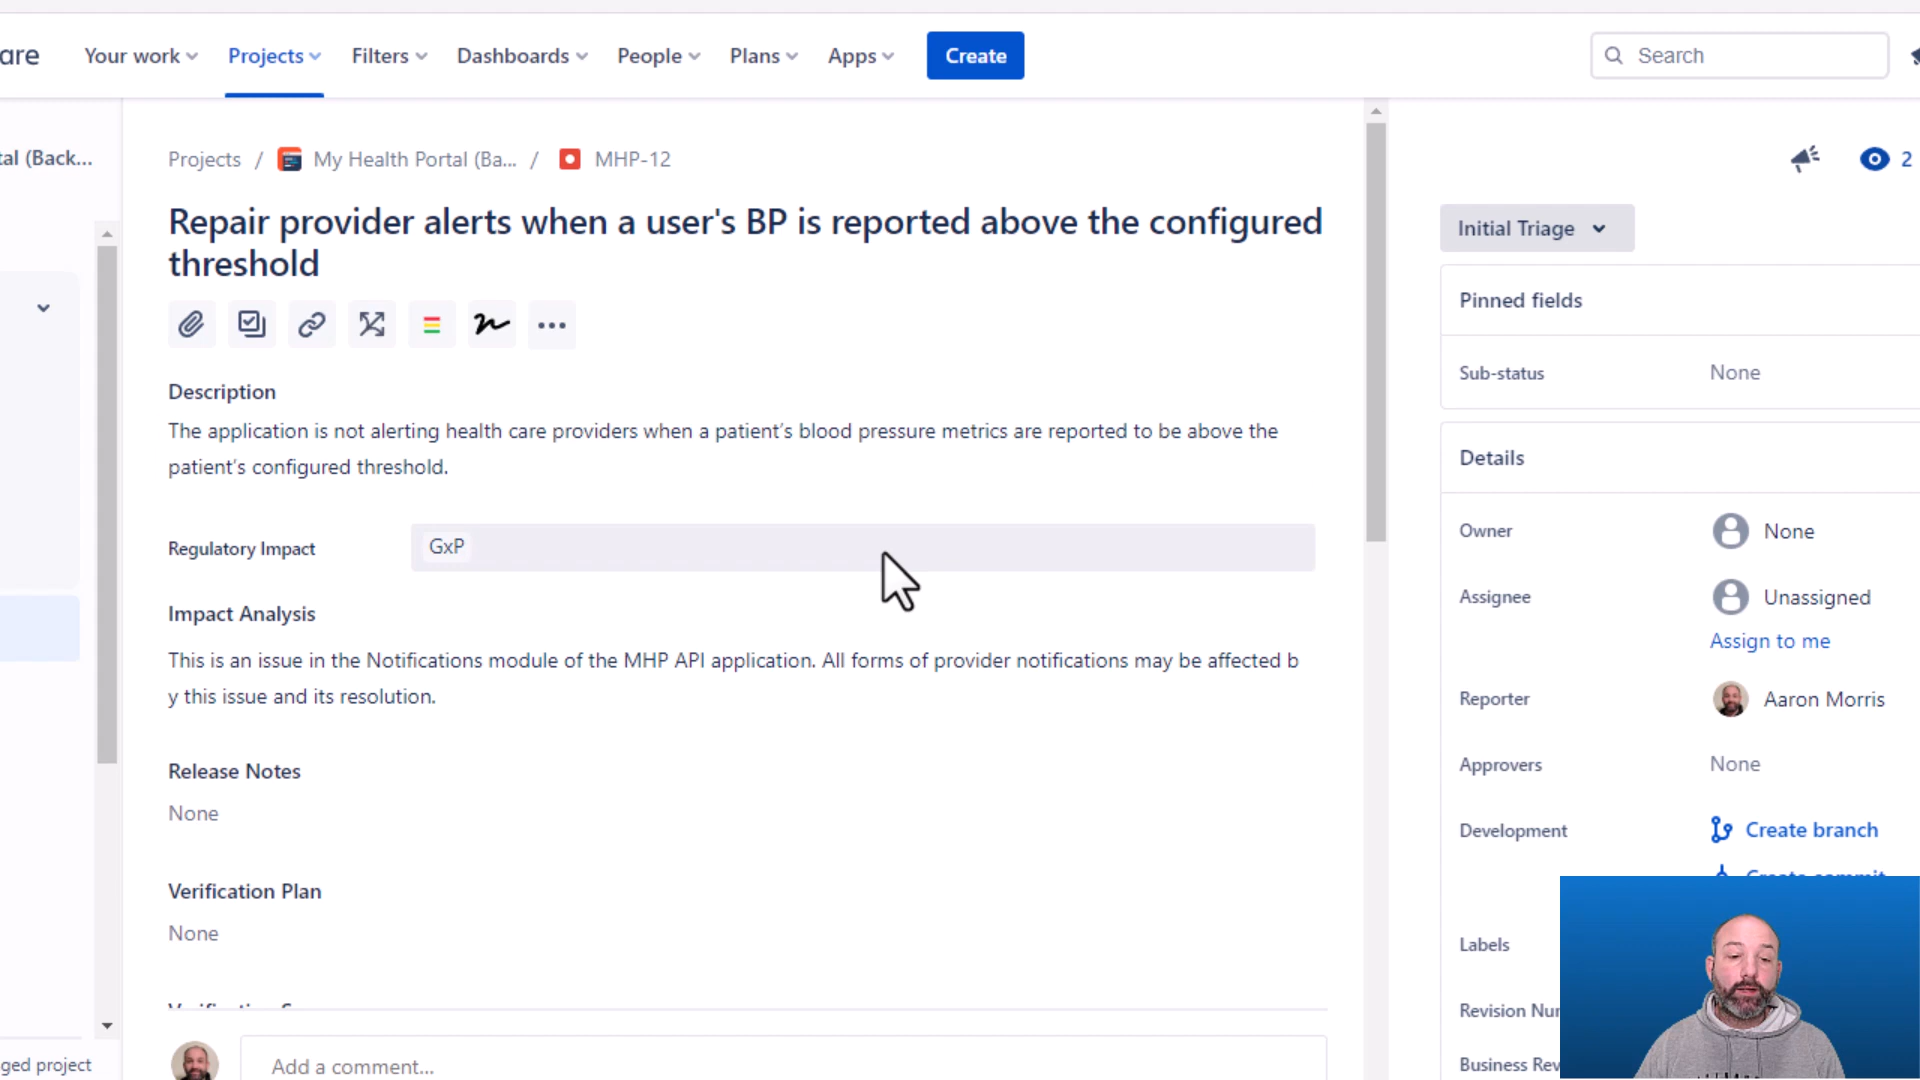 are
Your work
Projects
Filters
Dashboards
People
Plans
Apps
Create
Search
tal (Back...
Projects / My Health Portal (Ba... / MHP-12
2
Repair provider alerts when a user's BP is reported above the configured
threshold
Initial Triage
Pinned fields
Sub-status None
Description
The application is not alerting health care providers when a patient's blood pressure metrics are reported to be above the
patient's configured threshold.
Regulatory Impact GxP
Impact Analysis
This is an issue in the Notifications module of the MHP API application. All forms of provider notifications may be affected b
y this issue and its resolution.
Release Notes
None
Verification Plan
None
Add a comment...
ged project
Details
Owner None
Assignee Unassigned
Assign to me
Reporter Aaron Morris
Approvers None
Development Create branch
Create commit
Labels
Revision Nu
Business Rev